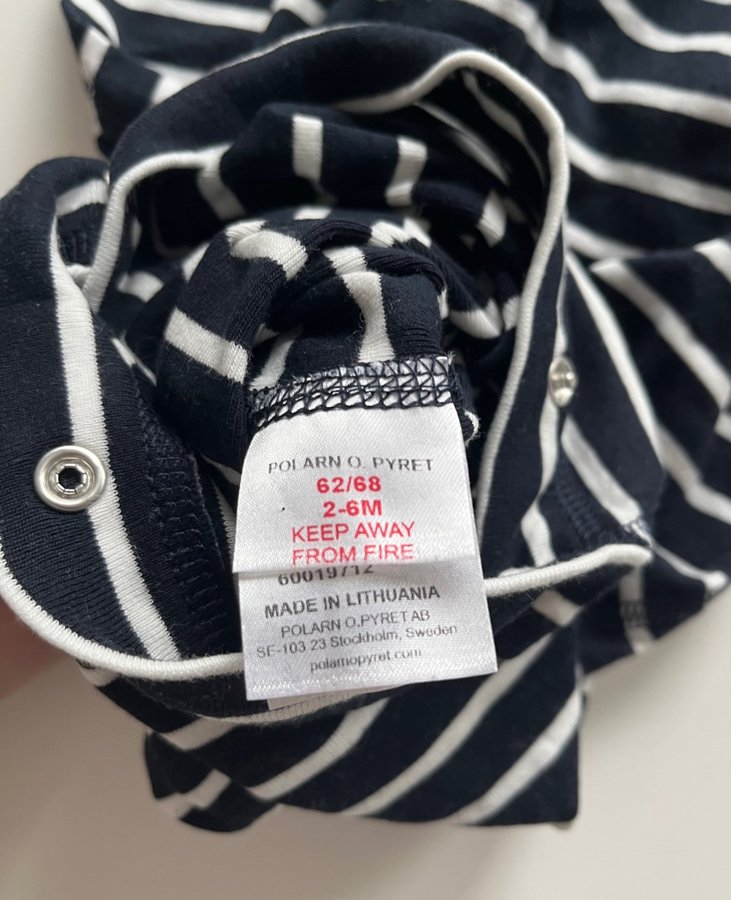 POLARN O. PYRET
62/68
2-6M
KEEP AWAY
FROM FIRE
60019712
MADE IN LITHUANIA
POLARN O.PYRET AB
SE-103 23 Stockholm, Sweden
polarnopyret.com